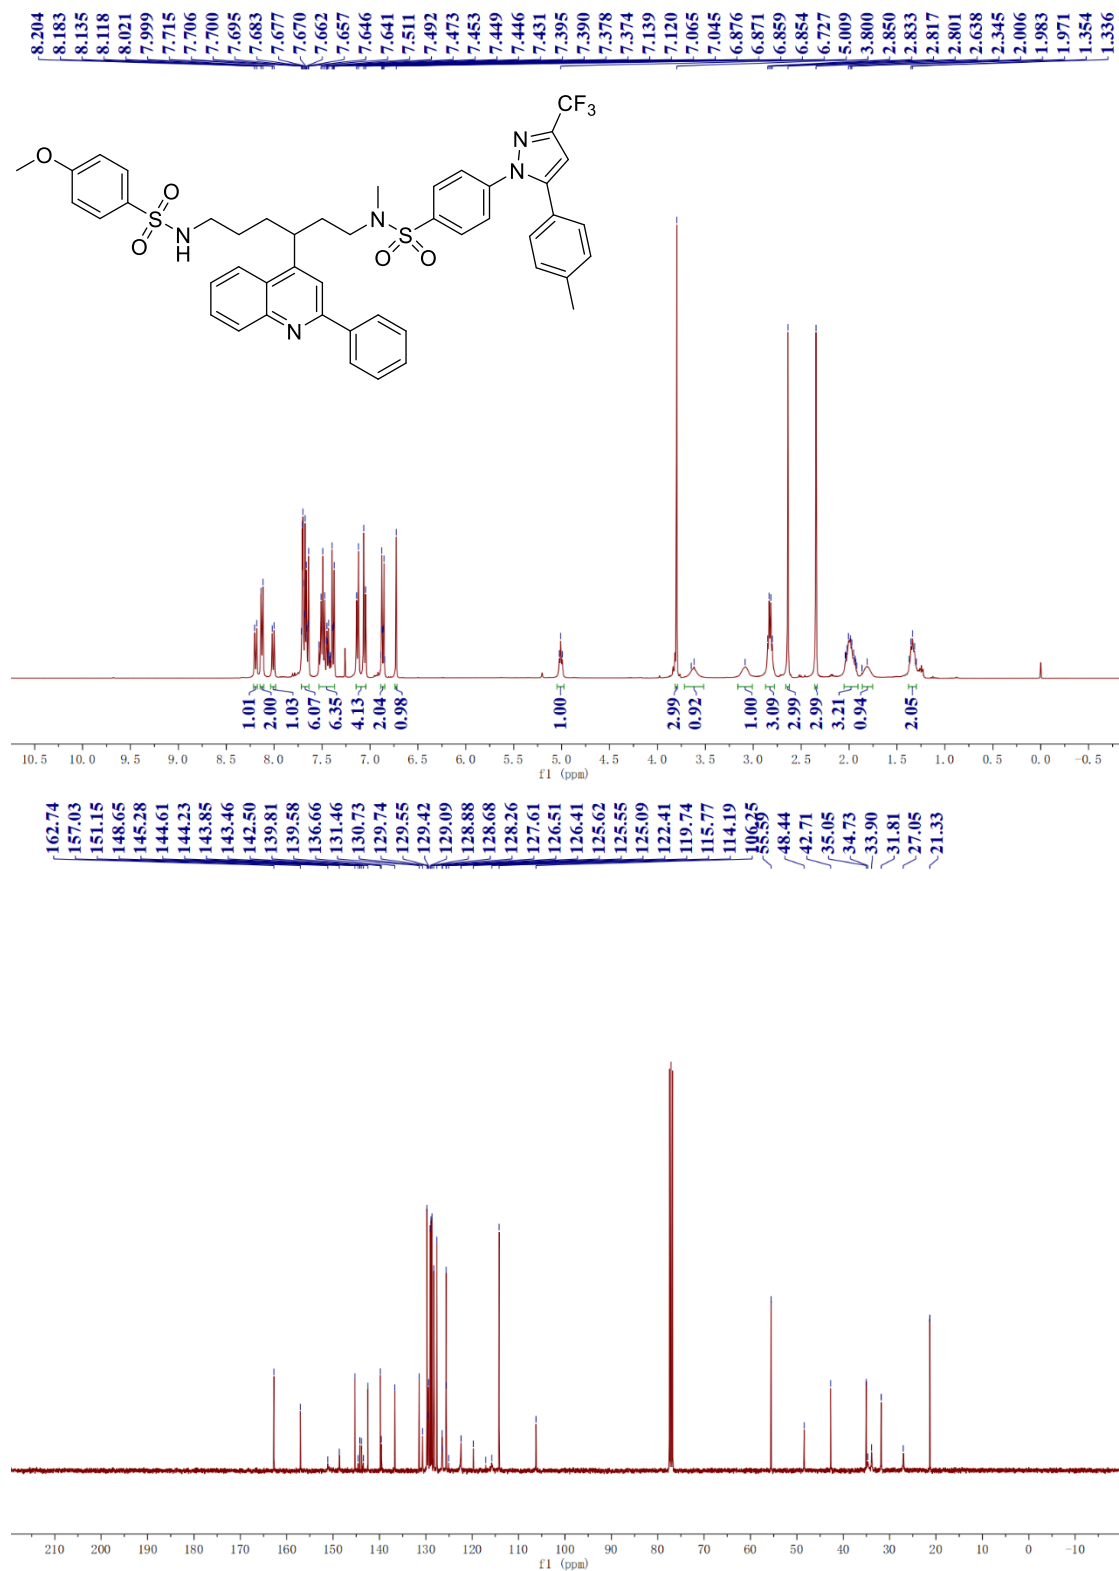 8.204 8.183 8.135 8.118 8.021 7.999 7.715 7.706 7.700 7.695 7.683 7.677 7.670 7.662 7.657 7.646 7.641 7.511 7.492 7.473 7.453 7.449 7.446 7.431 7.395 7.390 7.378 7.374 7.139 7.120 7.065 7.045 6.876 6.871 6.859 6.854 6.727 5.009 3.800 2.850 2.833 2.817 2.801 2.638 2.345 2.006 1.983 1.971 1.354 1.336
CF3
N
N
O
O
S
O
N
H
N
S
O O
N
1.01 2.00 1.03 6.07 6.35 4.13 2.04 0.98 1.00 2.99 0.92 1.00 3.09 2.99 2.99 3.21 0.94 2.05
10.5 10.0 9.5 9.0 8.5 8.0 7.5 7.0 6.5 6.0 5.5 5.0 4.5 4.0 3.5 3.0 2.5 2.0 1.5 1.0 0.5 0.0 -0.5
f1 (ppm)
162.74 157.03 151.15 148.65 145.28 144.61 144.23 143.85 143.46 142.50 139.81 139.58 136.66 131.46 130.73 129.74 129.55 129.42 129.09 128.88 128.68 128.26 127.61 126.51 126.41 125.62 125.55 125.09 122.41 119.74 115.77 114.19 106.25 55.59 48.44 42.71 35.05 34.73 33.90 31.81 27.05 21.33
210 200 190 180 170 160 150 140 130 120 110 100 90 80 70 60 50 40 30 20 10 0 -10
f1 (ppm)